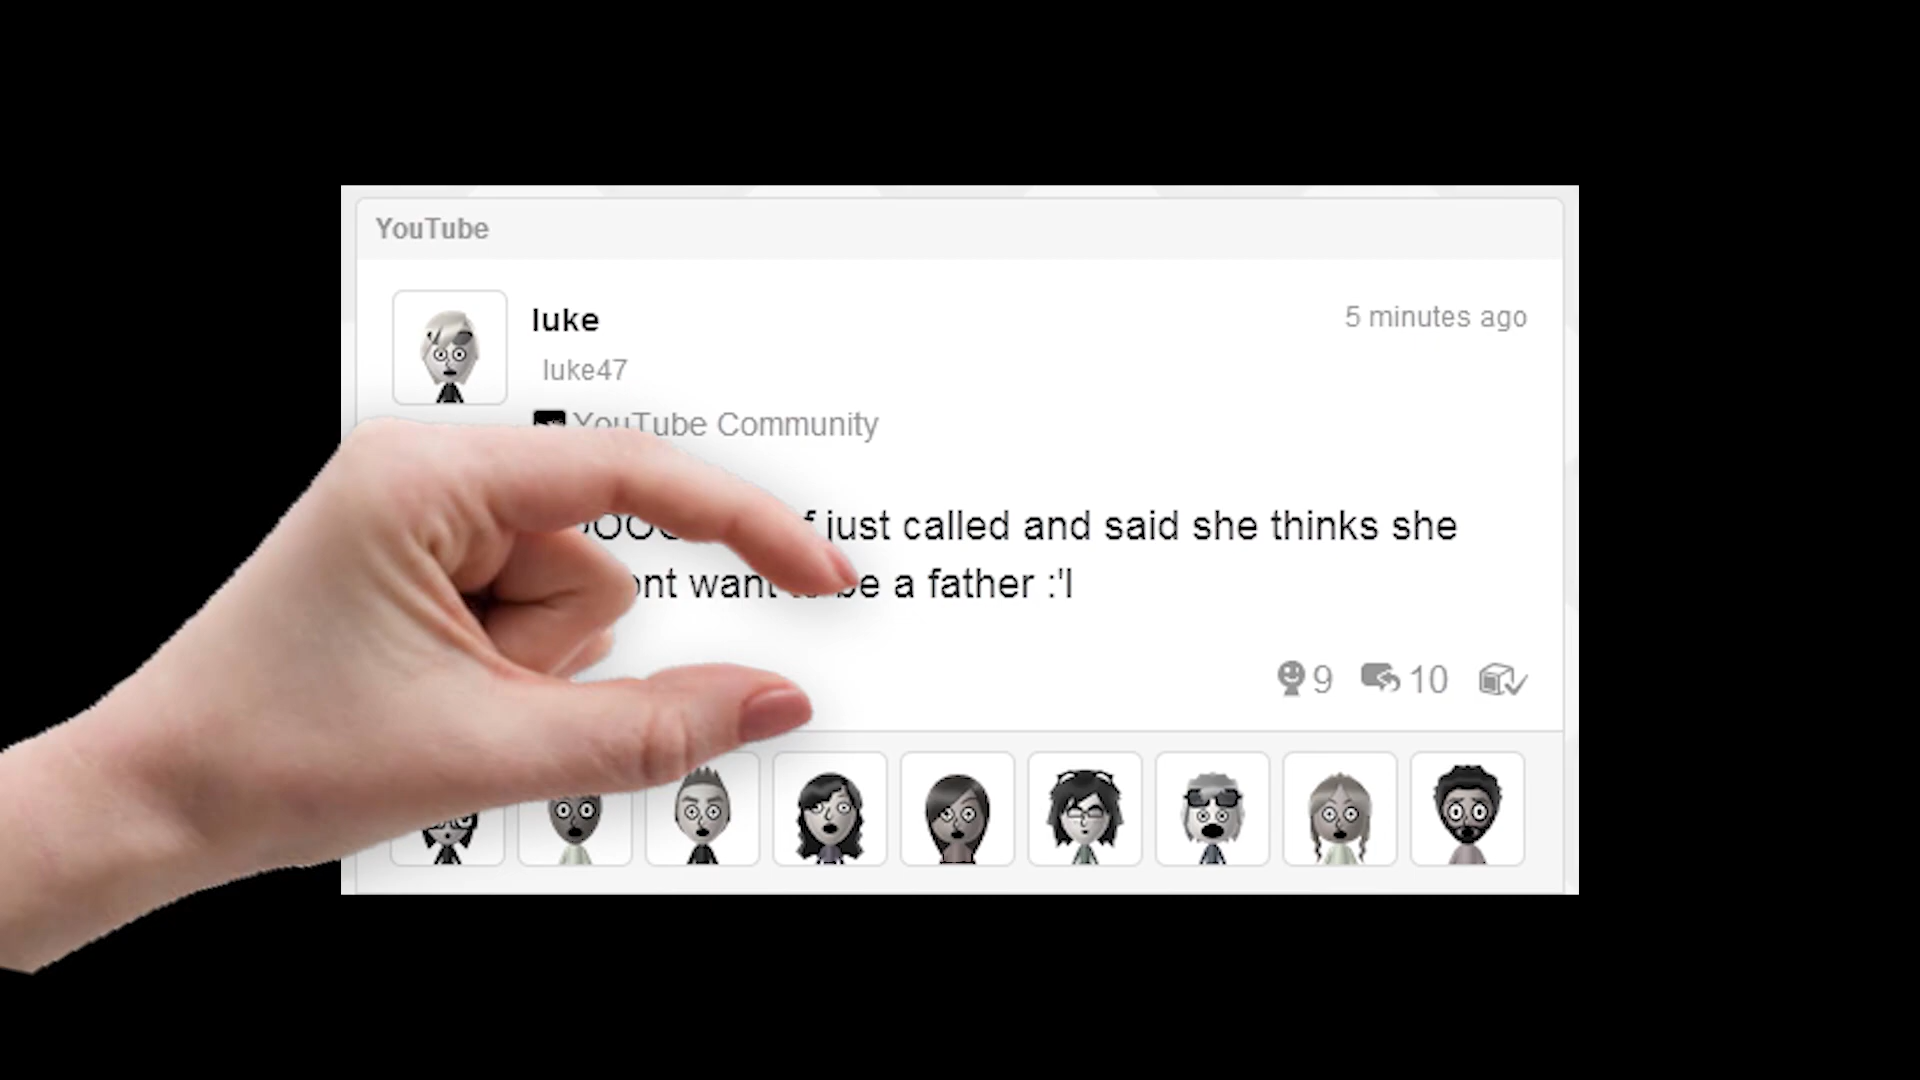 YouTube
luke
5 minutes ago
luke47
YouTube Community
just called and said she thinks she
want be a father :'l
9
10